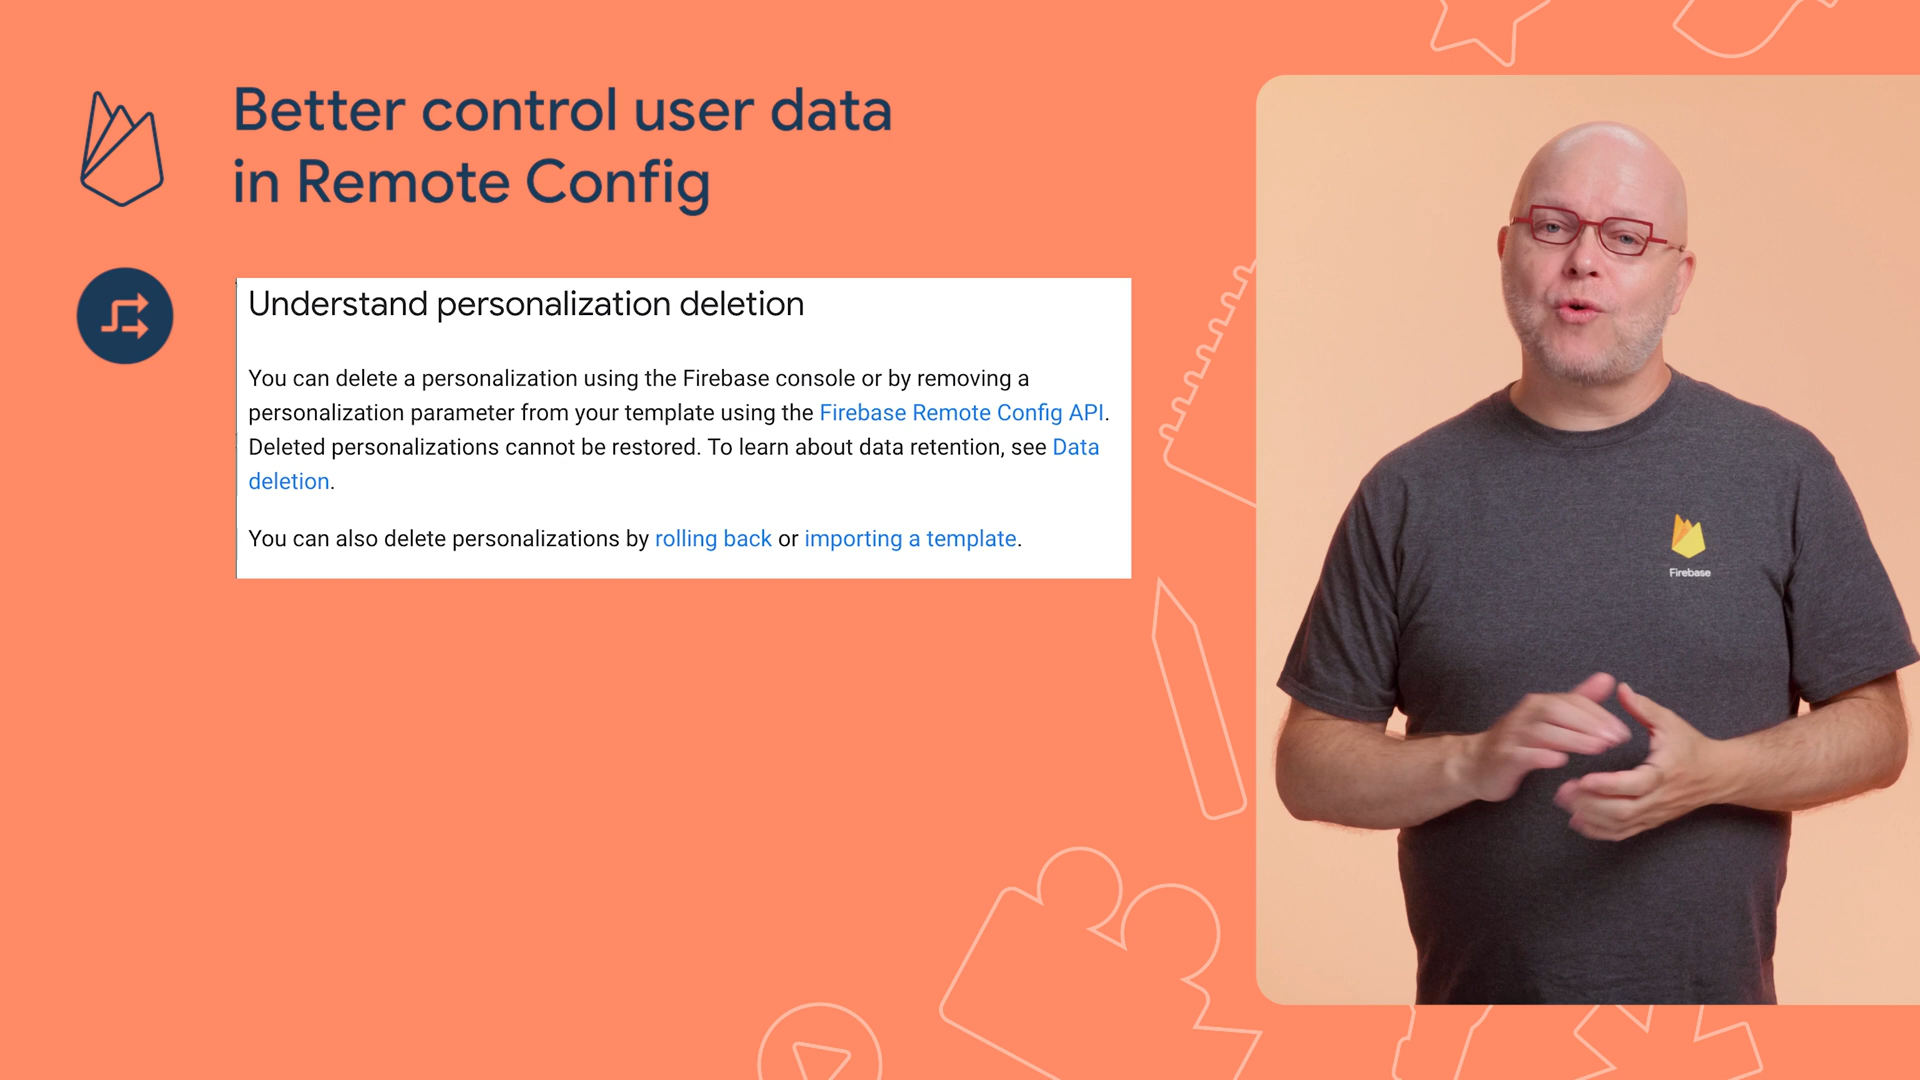 Better control user data
in Remote Config
Understand personalization deletion
You can delete a personalization using the Firebase console or by removing a
personalization parameter from your template using the Firebase Remote Config API.
Deleted personalizations cannot be restored. To learn about data retention, see Data
deletion.
You can also delete personalizations by rolling back or importing a template.
Firebase